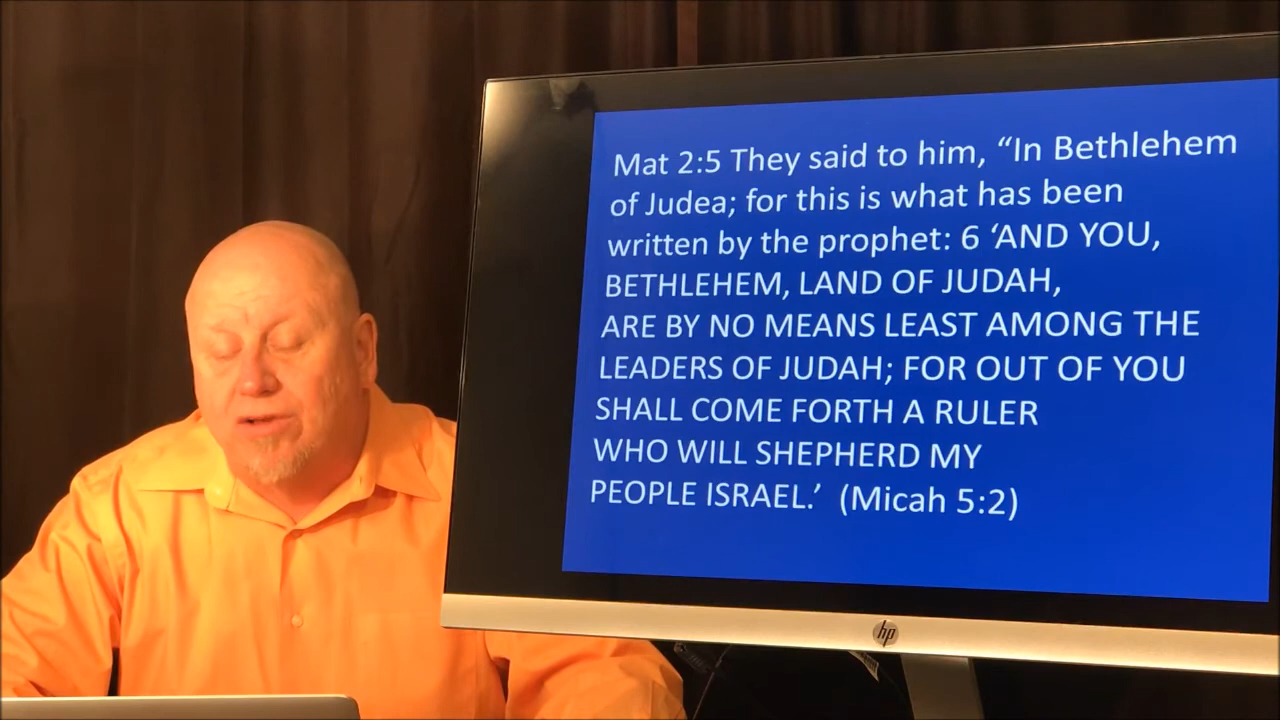 Mat 2:5 They said to him, “In Bethlehem
of Judea; for this is what has been
written by the prophet: 6 ‘AND YOU,
BETHLEHEM, LAND OF JUDAH,
ARE BY NO MEANS LEAST AMONG THE
LEADERS OF JUDAH; FOR OUT OF YOU
SHALL COME FORTH A RULER
WHO WILL SHEPHERD MY
PEOPLE ISRAEL.’ (Micah 5:2)
hp